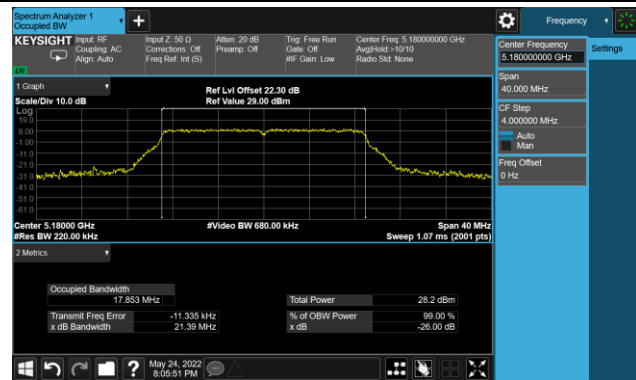 Spectrum Analyzer 1
Occupied BW
+
Frequency
KEYSIGHT
Input: RF
Coupling: AC
Align: Auto
Input Z: 50 Ω
Corrections: Off
Freq Ref: Int (S)
Atten: 20 dB
Preamp: Off
Trig: Free Run
Gate: Off
#IF Gain: Low
Center Freq: 5.180000000 GHz
Avg|Hold:>10/10
Radio Std: None
LW
1 Graph
Scale/Div 10.0 dB
Ref Lvl Offset 22.30 dB
Ref Value 29.00 dBm
Log
19.0
9.00
-1.00
-11.0
-21.0
-31.0
-41.0
-51.0
-61.0
Center 5.18000 GHz
#Res BW 220.00 kHz
#Video BW 680.00 kHz
Span 40 MHz
Sweep 1.07 ms (2001 pts)
2 Metrics
Occupied Bandwidth
17.853 MHz
Total Power 28.2 dBm
Transmit Freq Error -11.335 kHz
% of OBW Power 99.00 %
x dB Bandwidth 21.39 MHz
x dB -26.00 dB
Center Frequency
5.180000000 GHz
Settings
Span
40.000 MHz
CF Step
4.000000 MHz
Auto
Man
Freq Offset
0 Hz
?
May 24, 2022
8:05:51 PM